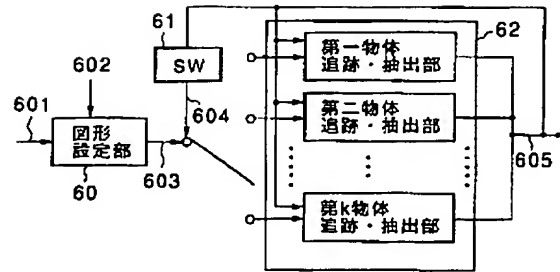 61
SW
602
604
601
図形
設定部
603
60
62
第一物体
追跡・抽出部
第二物体
追跡・抽出部
第k物体
追跡・抽出部
605